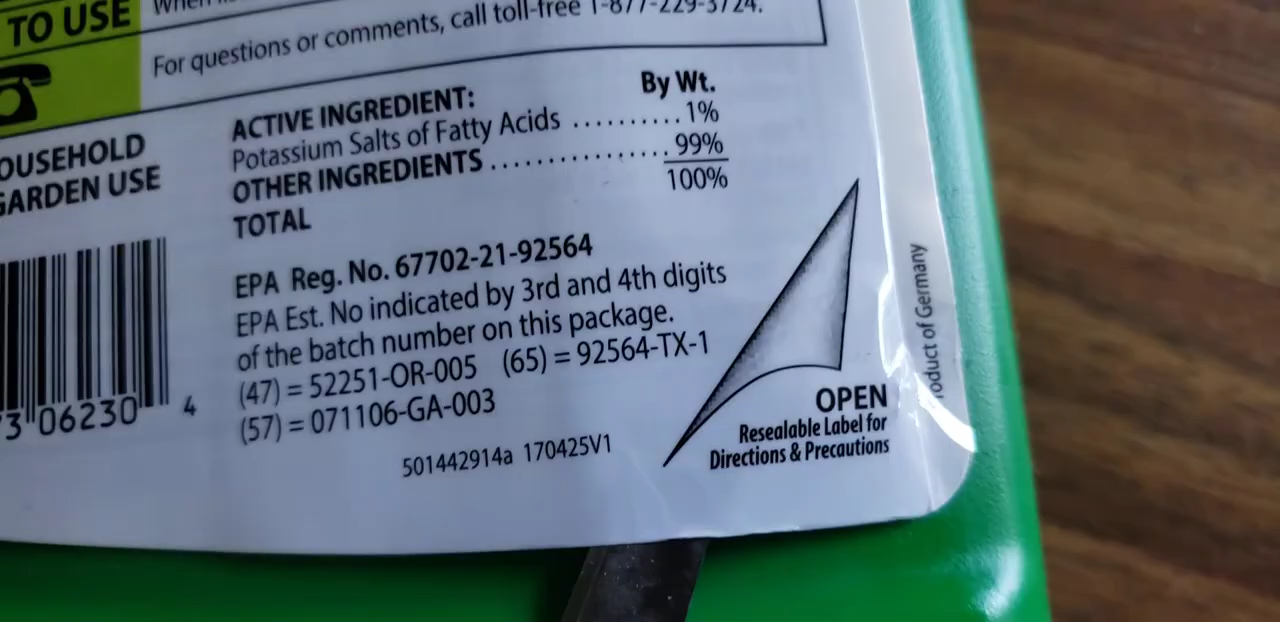 TO USE
For questions or comments, call toll-free 1-877-229-3724.
HOUSEHOLD
GARDEN USE
ACTIVE INGREDIENT: By Wt.
Potassium Salts of Fatty Acids .......... 1%
OTHER INGREDIENTS ................ 99%
TOTAL 100%
EPA Reg. No. 67702-21-92564
EPA Est. No indicated by 3rd and 4th digits
of the batch number on this package.
(47) = 52251-OR-005 (65) = 92564-TX-1
(57) = 071106-GA-003
3 06230 4
501442914a 170425V1
OPEN
Resealable Label for
Directions & Precautions
oduct of Germany